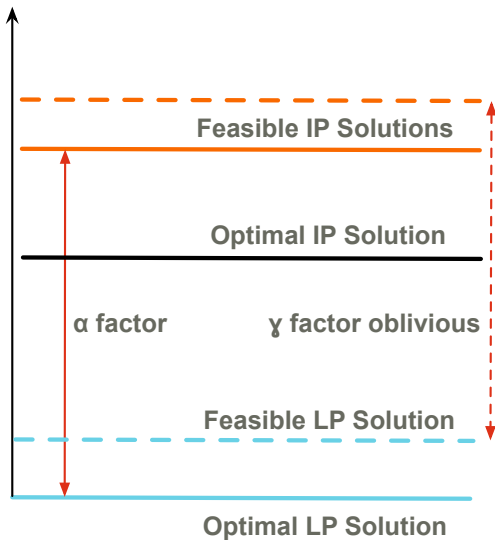 Feasible IP Solutions
Optimal IP Solution
α factor
ɣ factor oblivious
Feasible LP Solution
Optimal LP Solution